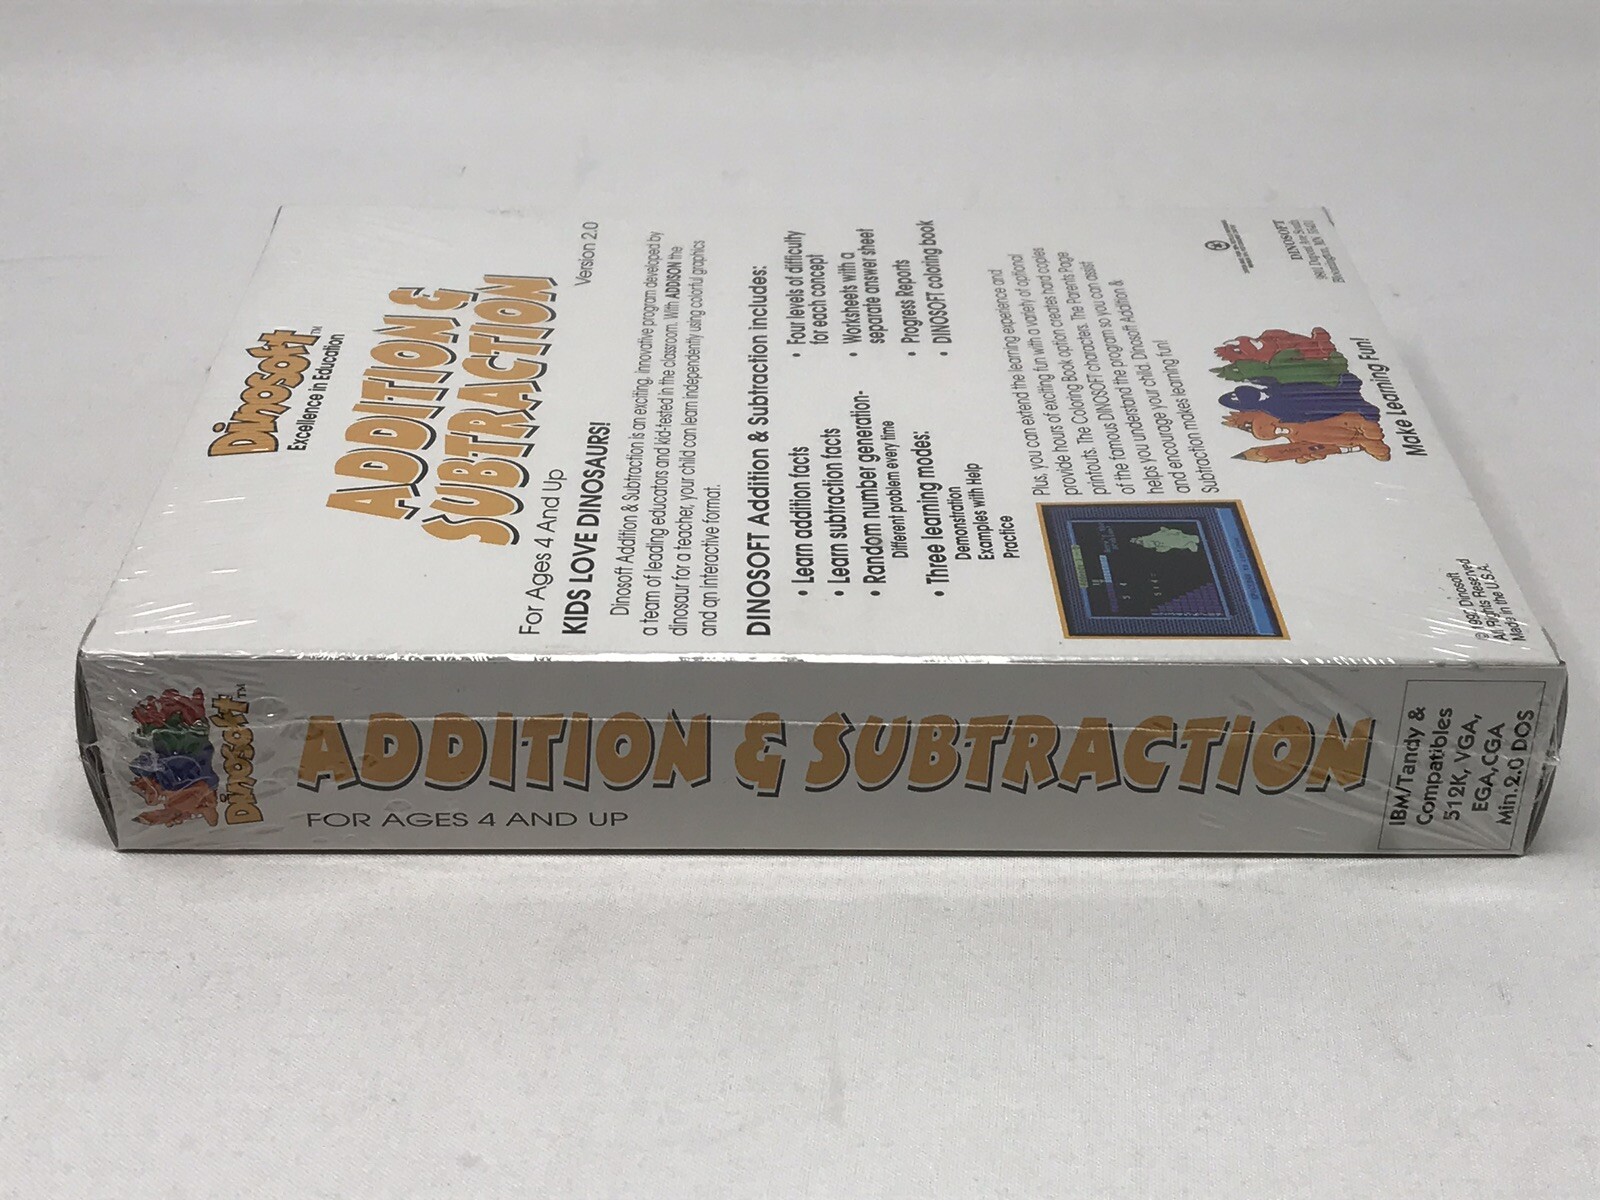 Dinosoft™
Excellence in Education
ADDITION &
SUBTRACTION
Version 2.0
For Ages 4 And Up
KIDS LOVE DINOSAURS!
Dinosoft Addition & Subtraction is an exciting, innovative program developed by
a team of leading educators and kid-tested in the classroom. With ADDISON the
dinosaur for a teacher, your child can learn independently using colorful graphics
and an interactive format.
DINOSOFT Addition & Subtraction includes:
• Learn addition facts
• Learn subtraction facts
• Random number generation-
Different problem every time
• Three learning modes:
Demonstration
Examples with Help
Practice
• Four levels of difficulty
for each concept
• Worksheets with a
separate answer sheet
• Progress Reports
• DINOSOFT coloring book
Plus, you can extend the learning experience and
provide hours of exciting fun with a variety of optional
printouts. The Coloring Book option creates hard copies
of the famous DINOSOFT characters. The Parents Page
helps you understand the program so you can assist
and encourage your child. Dinosoft Addition &
Subtraction makes learning fun!
Make Learning Fun!
© Dinosoft
All Rights Reserved
Made in the U.S.A.
DINOSOFT
Dinosoft™
ADDITION & SUBTRACTION
FOR AGES 4 AND UP
IBM/Tandy &
Compatibles
512K, VGA,
EGA,CGA
Min.2.0 DOS